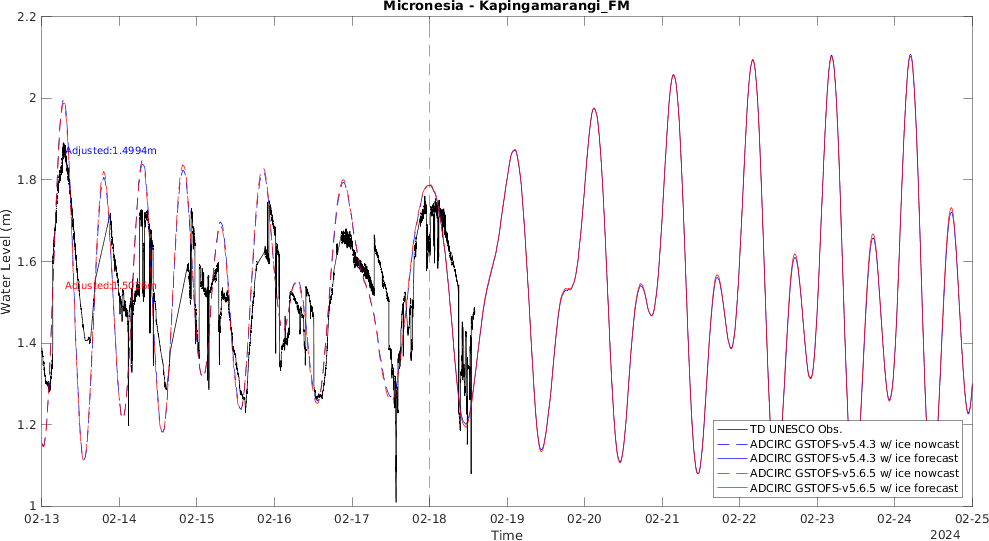 Micronesia - Kapingamarangi_FM
Water Level (m)
2.2
2
1.8
1.6
1.4
1.2
1
Adjusted:1.4994m
TD UNESCO Obs.
ADCIRC GSTOFS-v5.4.3 w/ ice nowcast
ADCIRC GSTOFS-v5.4.3 w/ ice forecast
ADCIRC GSTOFS-v5.6.5 w/ ice nowcast
ADCIRC GSTOFS-v5.6.5 w/ ice forecast
02-13 02-14 02-15 02-16 02-17 02-18 02-19 02-20 02-21 02-22 02-23 02-24 02-25
Time
2024